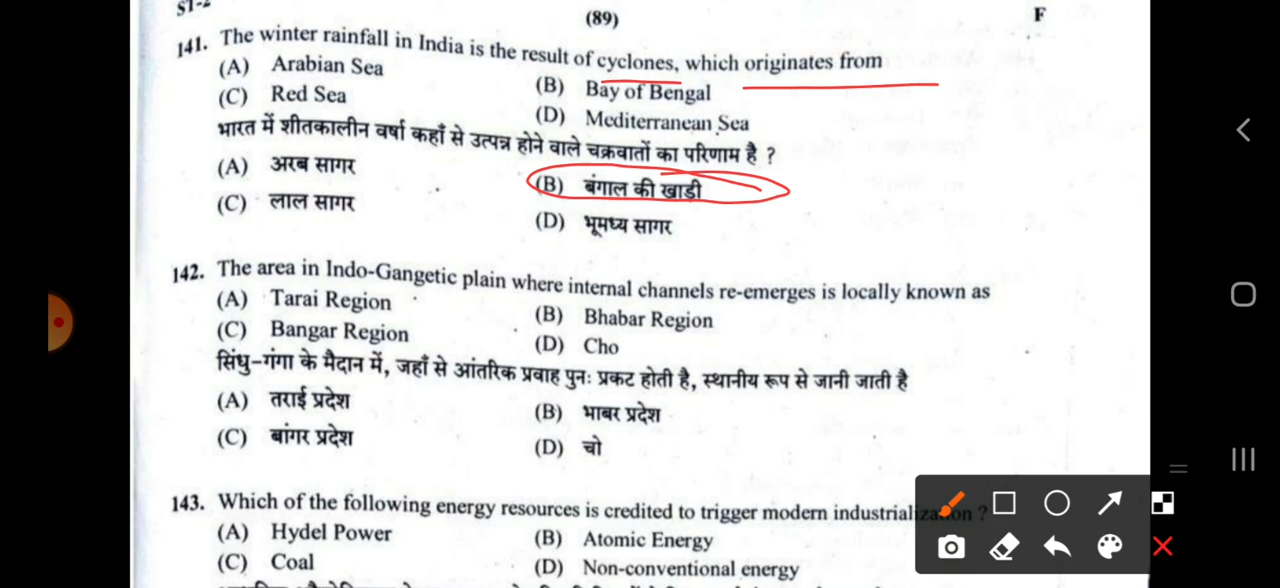 (89)
F
141. The winter rainfall in India is the result of cyclones, which originates from
(A) Arabian Sea
(B) Bay of Bengal
(C) Red Sea
(D) Mediterranean Sea
भारत में शीतकालीन वर्षा कहाँ से उत्पन्न होने वाले चक्रवातों का परिणाम है ?
(A) अरब सागर
(B) बंगाल की खाडी
(C) लाल सागर
(D) भूमध्य सागर
142. The area in Indo-Gangetic plain where internal channels re-emerges is locally known as
(A) Tarai Region
(B) Bhabar Region
(C) Bangar Region
(D) Cho
सिंधु-गंगा के मैदान में, जहाँ से आंतरिक प्रवाह पुनः प्रकट होती है, स्थानीय रूप से जानी जाती है
(A) तराई प्रदेश
(B) भाबर प्रदेश
(C) बांगर प्रदेश
(D) चो
143. Which of the following energy resources is credited to trigger modern industrialization ?
(A) Hydel Power
(B) Atomic Energy
(C) Coal
(D) Non-conventional energy